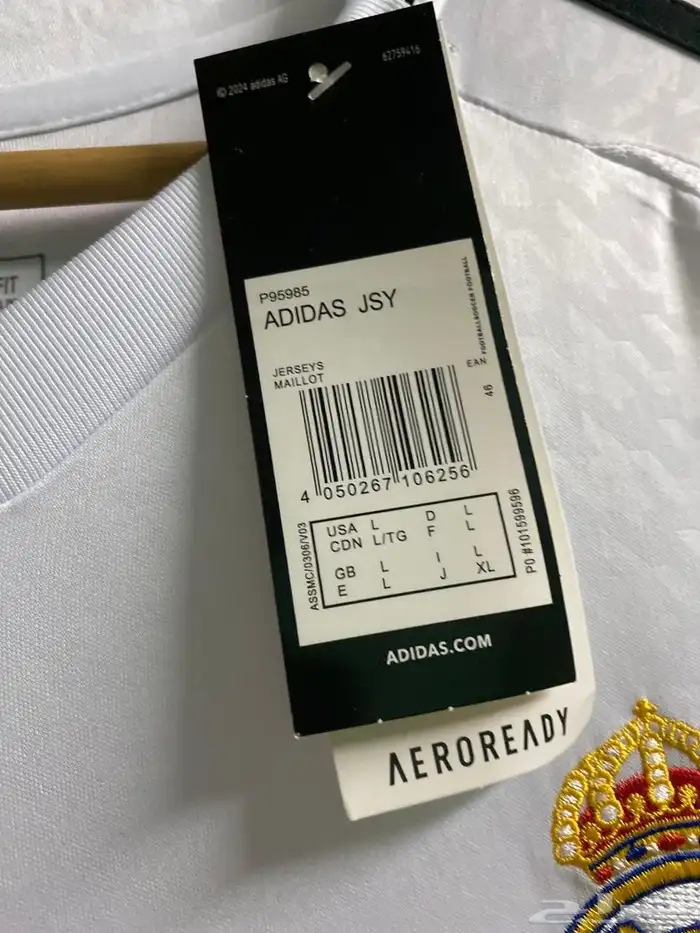 © 2024 adidas AG
62759416
P95985
ADIDAS JSY
FOOTBALL&SOCCER FOOTBALL
JERSEYS
MAILLOT
EAN
46
4 050267 106256
USA L D L
CDN L/TG F L
GB L I L
E L J XL
ASSMC/0306/V03
PO #101599596
ADIDAS.COM
AEROREADY
FIT